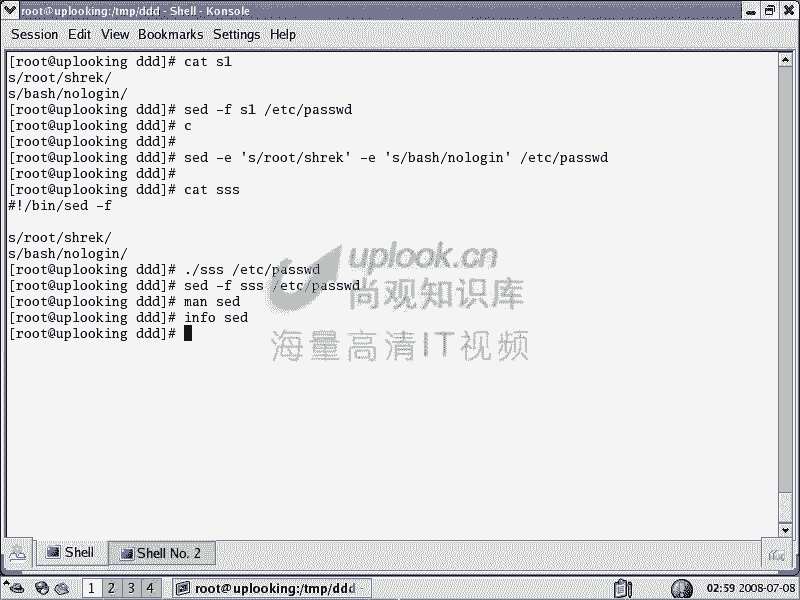 root@uplooking:/tmp/ddd - Shell - Konsole
Session Edit View Bookmarks Settings Help
[root@uplooking ddd]# cat s1
s/root/shrek/
s/bash/nologin/
[root@uplooking ddd]# sed -f s1 /etc/passwd
[root@uplooking ddd]# c
[root@uplooking ddd]#
[root@uplooking ddd]# sed -e 's/root/shrek' -e 's/bash/nologin' /etc/passwd
[root@uplooking ddd]#
[root@uplooking ddd]# cat sss
#!/bin/sed -f
s/root/shrek/
s/bash/nologin/
[root@uplooking ddd]# ./sss /etc/passwd
[root@uplooking ddd]# sed -f sss /etc/passwd
[root@uplooking ddd]# man sed
[root@uplooking ddd]# info sed
[root@uplooking ddd]#
uplook.cn
尚观知识库
海量高清IT视频
Shell Shell No. 2
1 2 3 4 root@uplooking:/tmp/ddd 02:59 2008-07-08